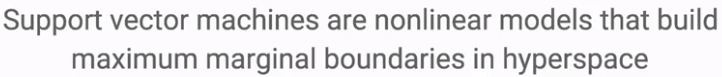 Support vector machines are nonlinear models that build
maximum marginal boundaries in hyperspace